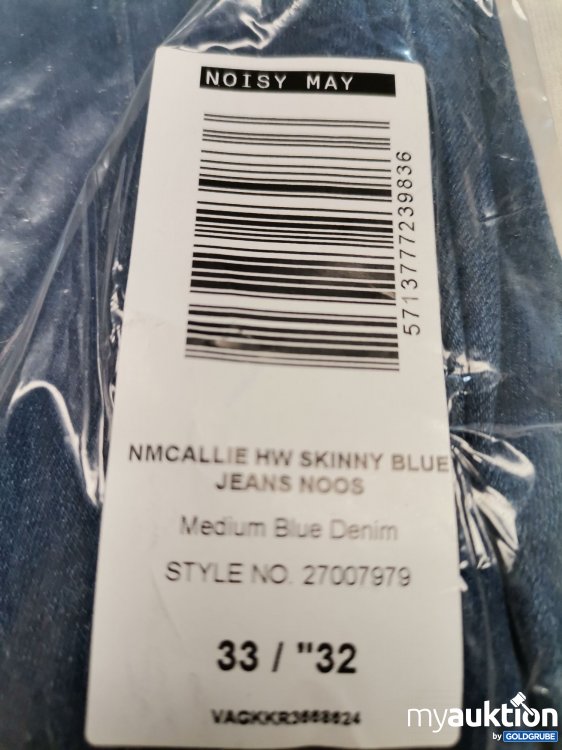 NOISY MAY
5713777239836
NMCALLIE HW SKINNY BLUE
JEANS NOOS
Medium Blue Denim
STYLE NO. 27007979
33 / "32
VAGKKR3668624
myauktion
by GOLDGRUBE